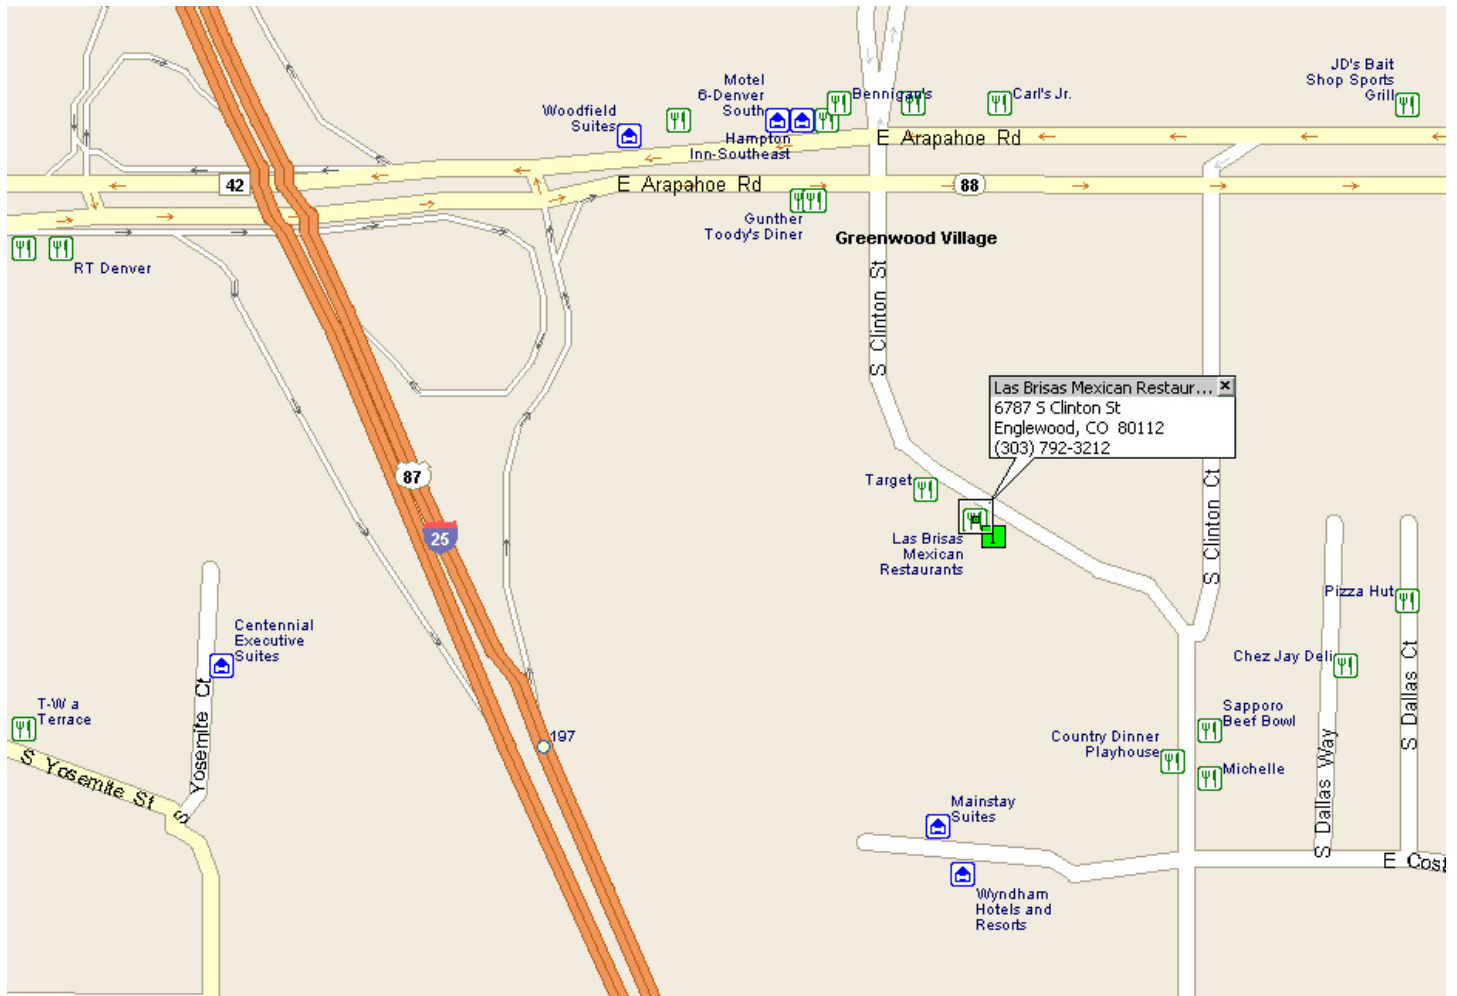 JD's Bait
Shop Sports
Grill
Motel
6-Denver
South
Bennigan's
Carl's Jr.
Woodfield
Suites
Hampton
Inn-Southeast
E Arapahoe Rd
42
E Arapahoe Rd
88
Gunther
Toody's Diner
Greenwood Village
RT Denver
S Clinton St
Las Brisas Mexican Restaur...
6787 S Clinton St
Englewood, CO 80112
(303) 792-3212
87
Target
S Clinton Ct
25
1
Las Brisas
Mexican
Restaurants
Pizza Hut
Centennial
Executive
Suites
Chez Jay Deli
S Dallas Ct
T-W a
Terrace
S Yosemite Ct
Sapporo
Beef Bowl
197
Country Dinner
Playhouse
Michelle
S Dallas Way
S Yosemite St
Mainstay
Suites
E Cost
Wyndham
Hotels and
Resorts